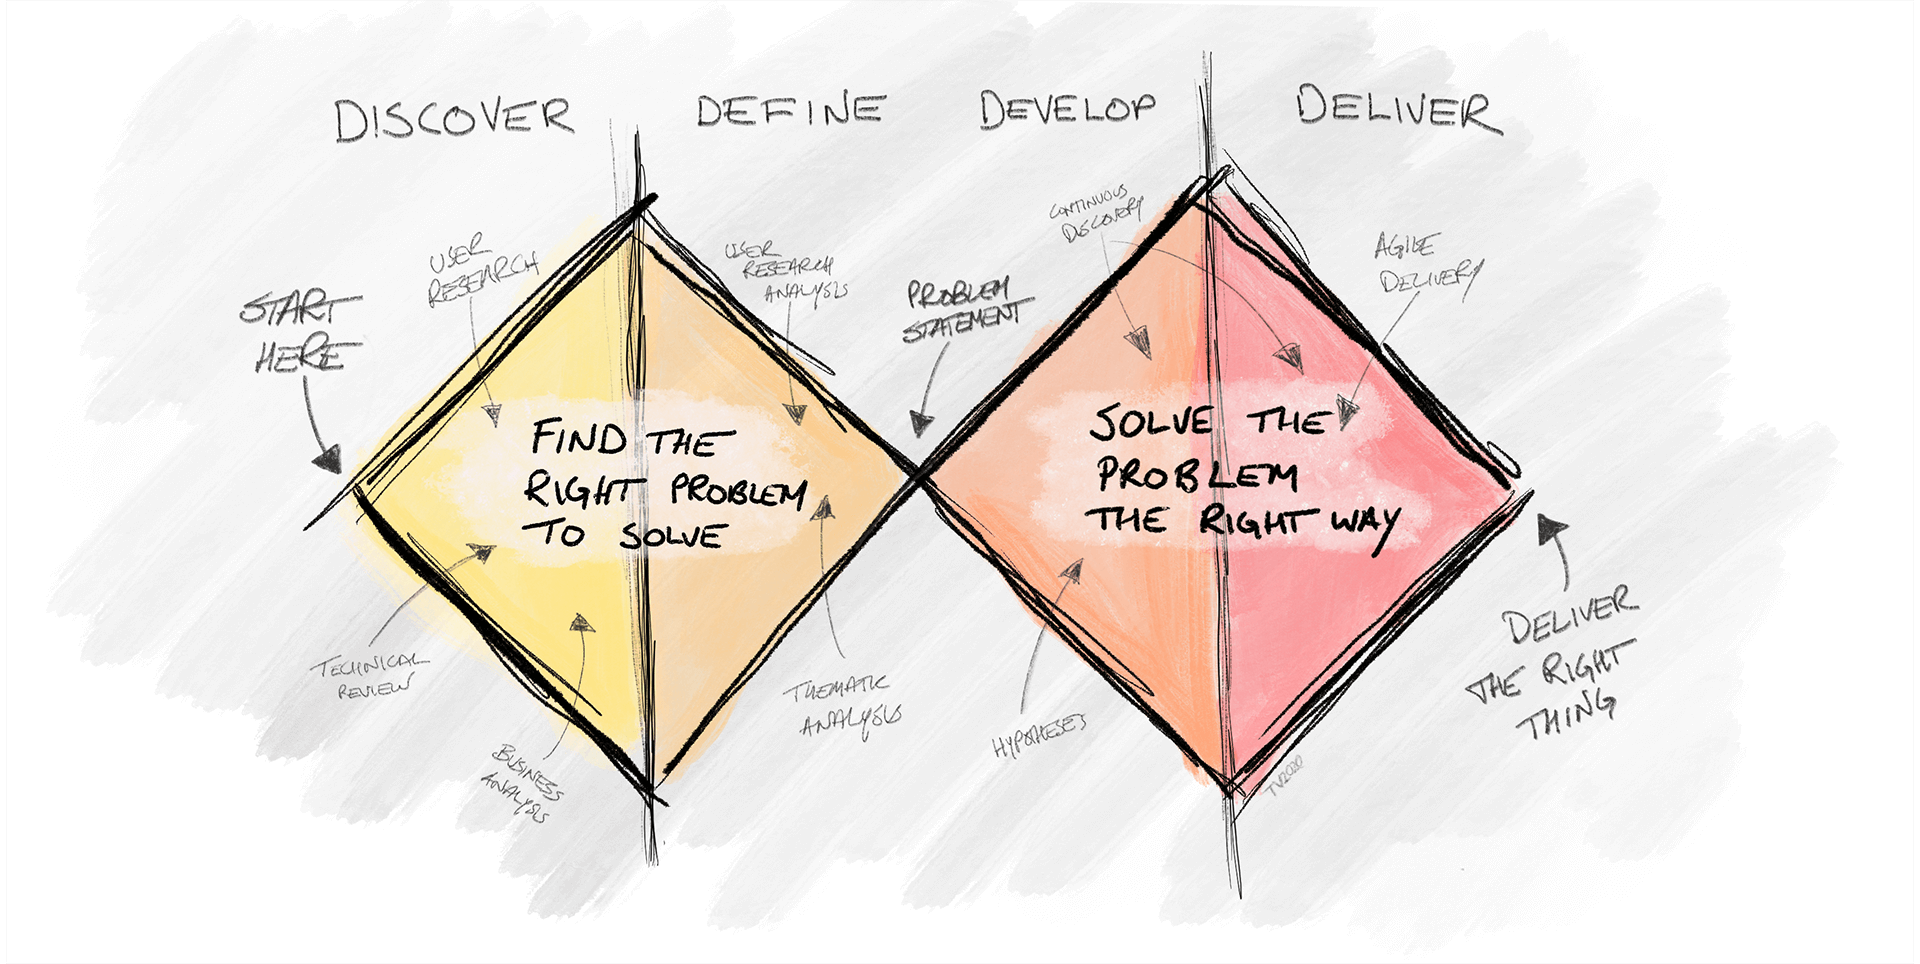 DISCOVER
DEFINE
DEVELOP
DELIVER
START
HERE
USER
RESEARCH
TECHNICAL
REVIEW
BUSINESS
ANALYSIS
FIND THE
RIGHT PROBLEM
TO SOLVE
USER
RESEARCH
ANALYSIS
THEMATIC
ANALYSIS
PROBLEM
STATEMENT
CONTINUOUS
DISCOVERY
HYPOTHESES
SOLVE THE
PROBLEM
THE RIGHT WAY
AGILE
DELIVERY
DELIVER
THE RIGHT
THING
TV2020